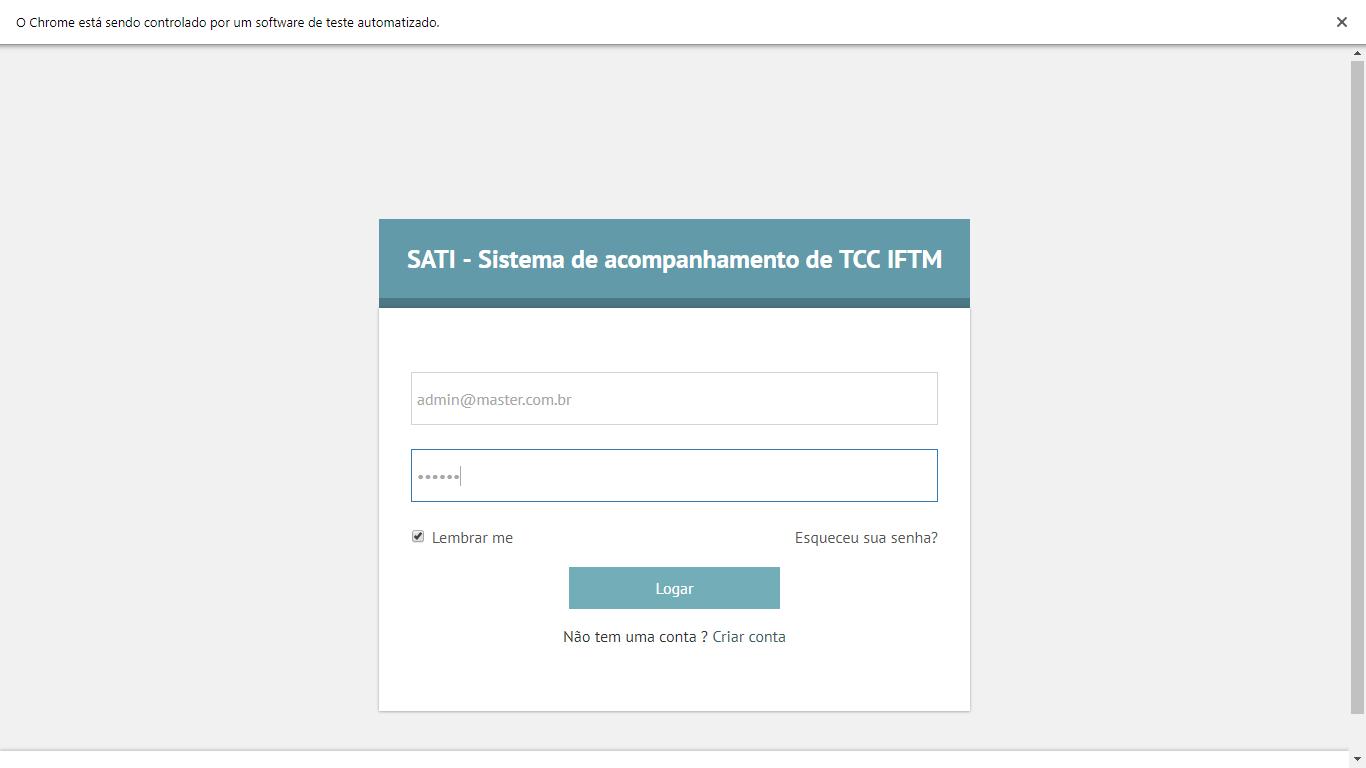 O Chrome está sendo controlado por um software de teste automatizado.
SATI - Sistema de acompanhamento de TCC IFTM
admin@master.com.br
••••••
Lembrar me
Esqueceu sua senha?
Logar
Não tem uma conta ? Criar conta